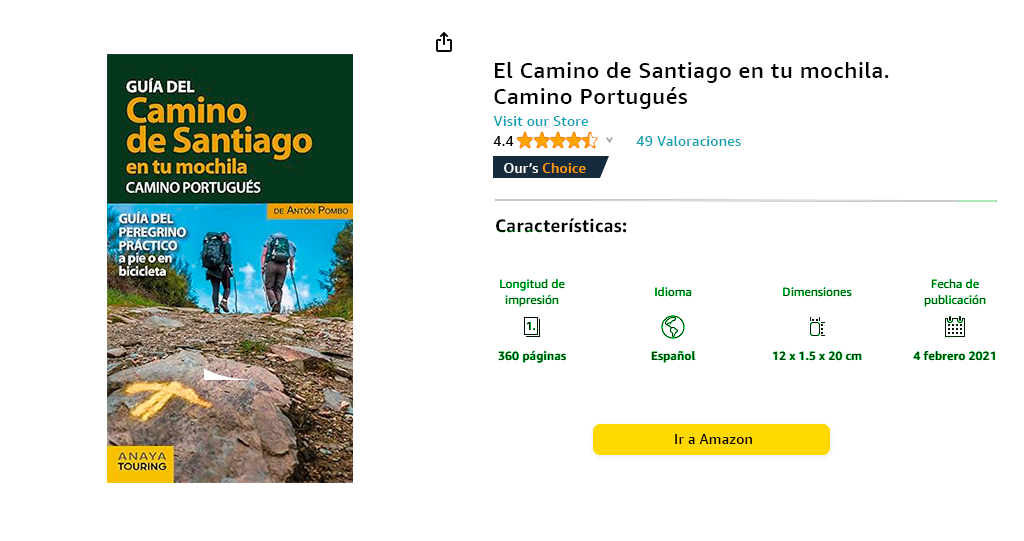 GUÍA DEL
Camino
de Santiago
en tu mochila
CAMINO PORTUGUÉS
DE ANTÓN POMBO
GUÍA DEL
PEREGRINO
PRÁCTICO
a pie o en
bicicleta
ANAYA
TOURING
El Camino de Santiago en tu mochila.
Camino Portugués
Visit our Store
4.4 49 Valoraciones
Our's Choice
Características:
Longitud de
impresión
1.
360 páginas
Idioma
Español
Dimensiones
12 x 1.5 x 20 cm
Fecha de
publicación
4 febrero 2021
Ir a Amazon